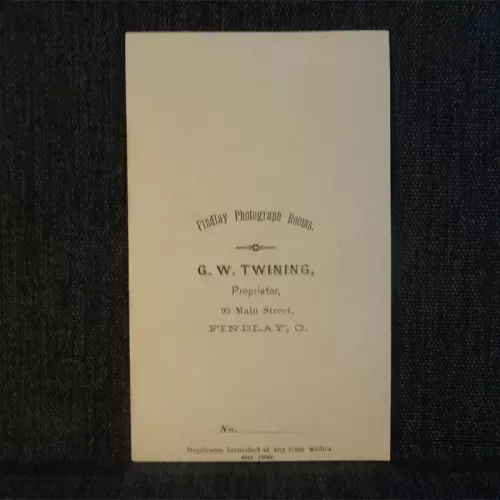 Findlay Photograph Rooms.
G. W. TWINING,
Proprietor,
95 Main Street,
FINDLAY, O.
No.
Duplicates furnished at any time within
one year.